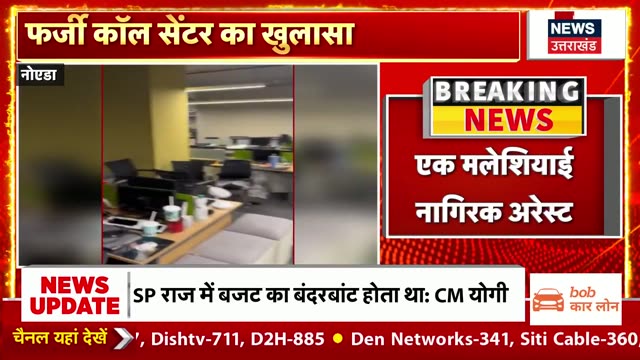 फर्जी कॉल सेंटर का खुलासा
NEWS
उत्तराखंड
नोएडा
BREAKING
NEWS
एक मलेशियाई
नागिरक अरेस्ट
NEWS
UPDATE
SP राज में बजट का बंदरबांट होता था: CM योगी
bob
कार लोन
चैनल यहां देखें
', Dishtv-711, D2H-885 ● Den Networks-341, Siti Cable-360,